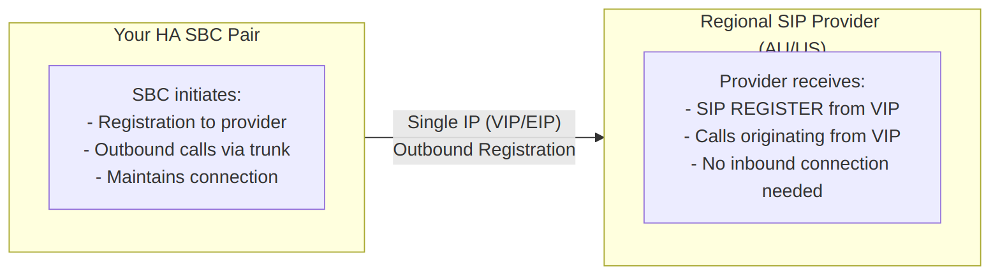 Your HA SBC Pair
SBC initiates:
- Registration to provider
- Outbound calls via trunk
- Maintains connection
Single IP (VIP/EIP)
Outbound Registration
Regional SIP Provider
(AU/US)
Provider receives:
- SIP REGISTER from VIP
- Calls originating from VIP
- No inbound connection
needed